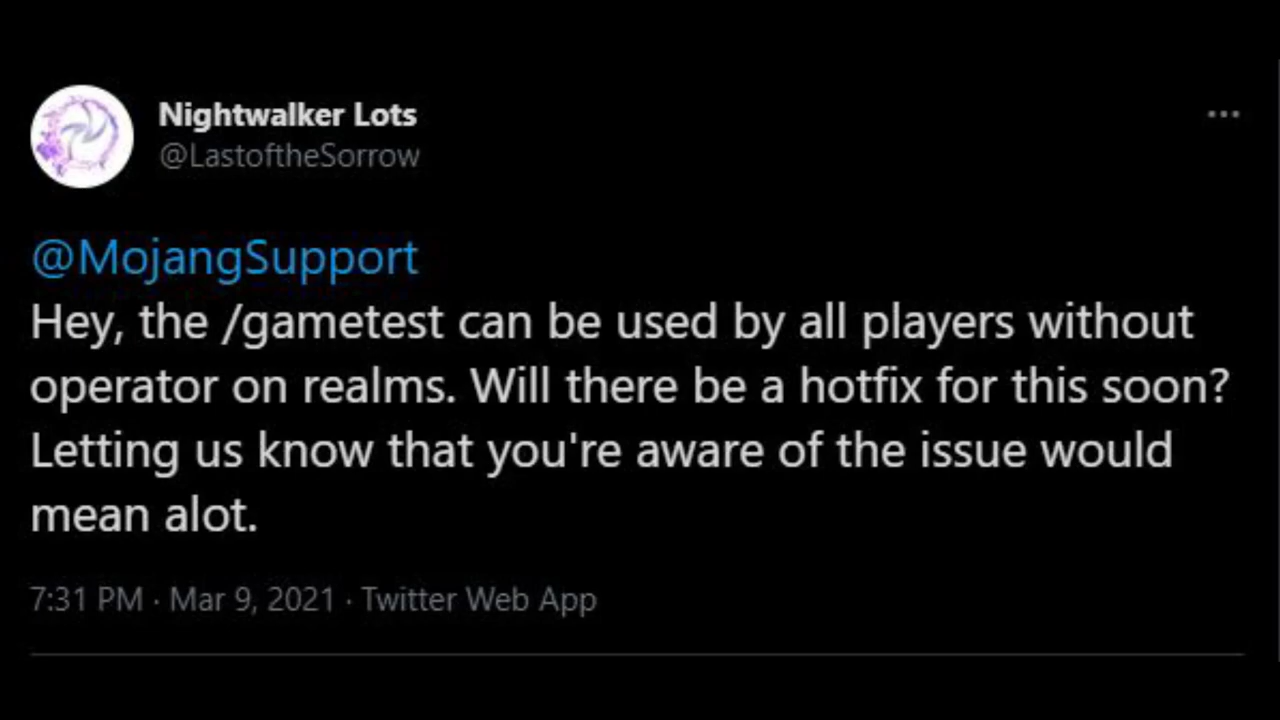 Nightwalker Lots
@LastoftheSorrow
@MojangSupport
Hey, the /gametest can be used by all players without
operator on realms. Will there be a hotfix for this soon?
Letting us know that you're aware of the issue would
mean alot.
7:31 PM · Mar 9, 2021 · Twitter Web App